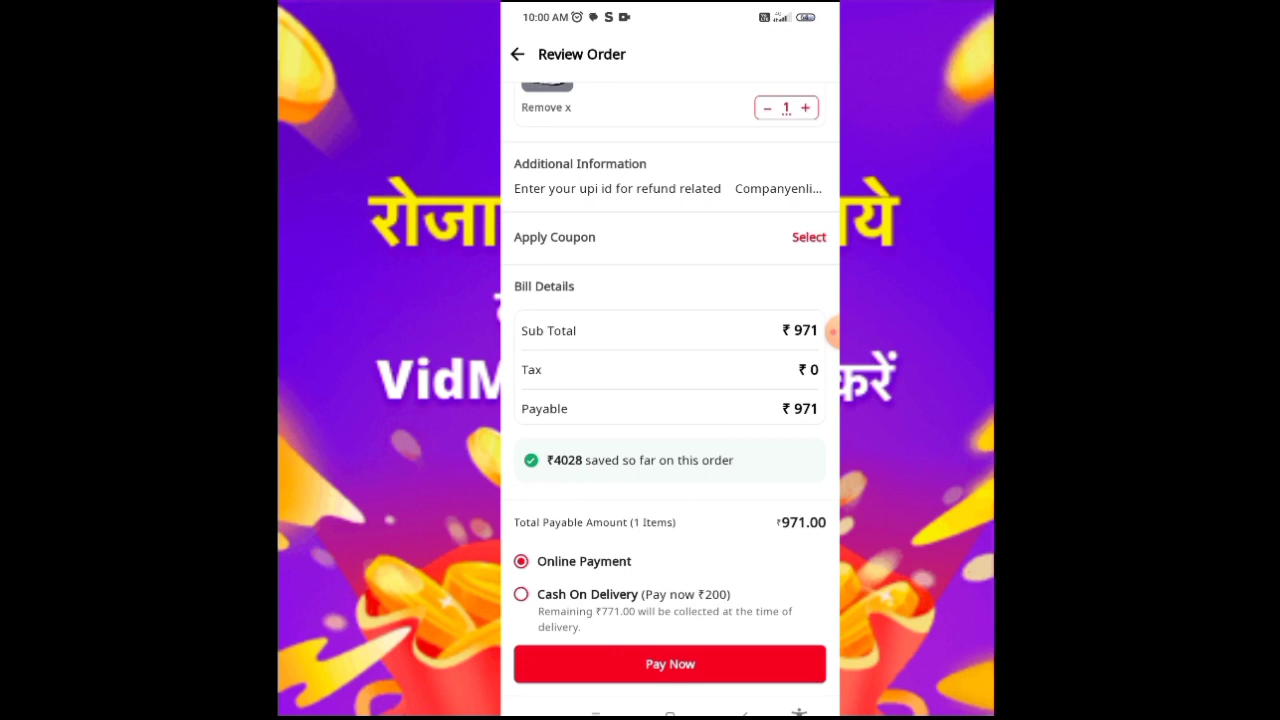 10:00 AM
Review Order
Remove x
– 1 +
Additional Information
Enter your upi id for refund related Companyenli...
Apply Coupon Select
Bill Details
Sub Total ₹ 971
Tax ₹ 0
Payable ₹ 971
₹4028 saved so far on this order
Total Payable Amount (1 Items) ₹971.00
Online Payment
Cash On Delivery (Pay now ₹200)
Remaining ₹771.00 will be collected at the time of
delivery.
Pay Now
करें